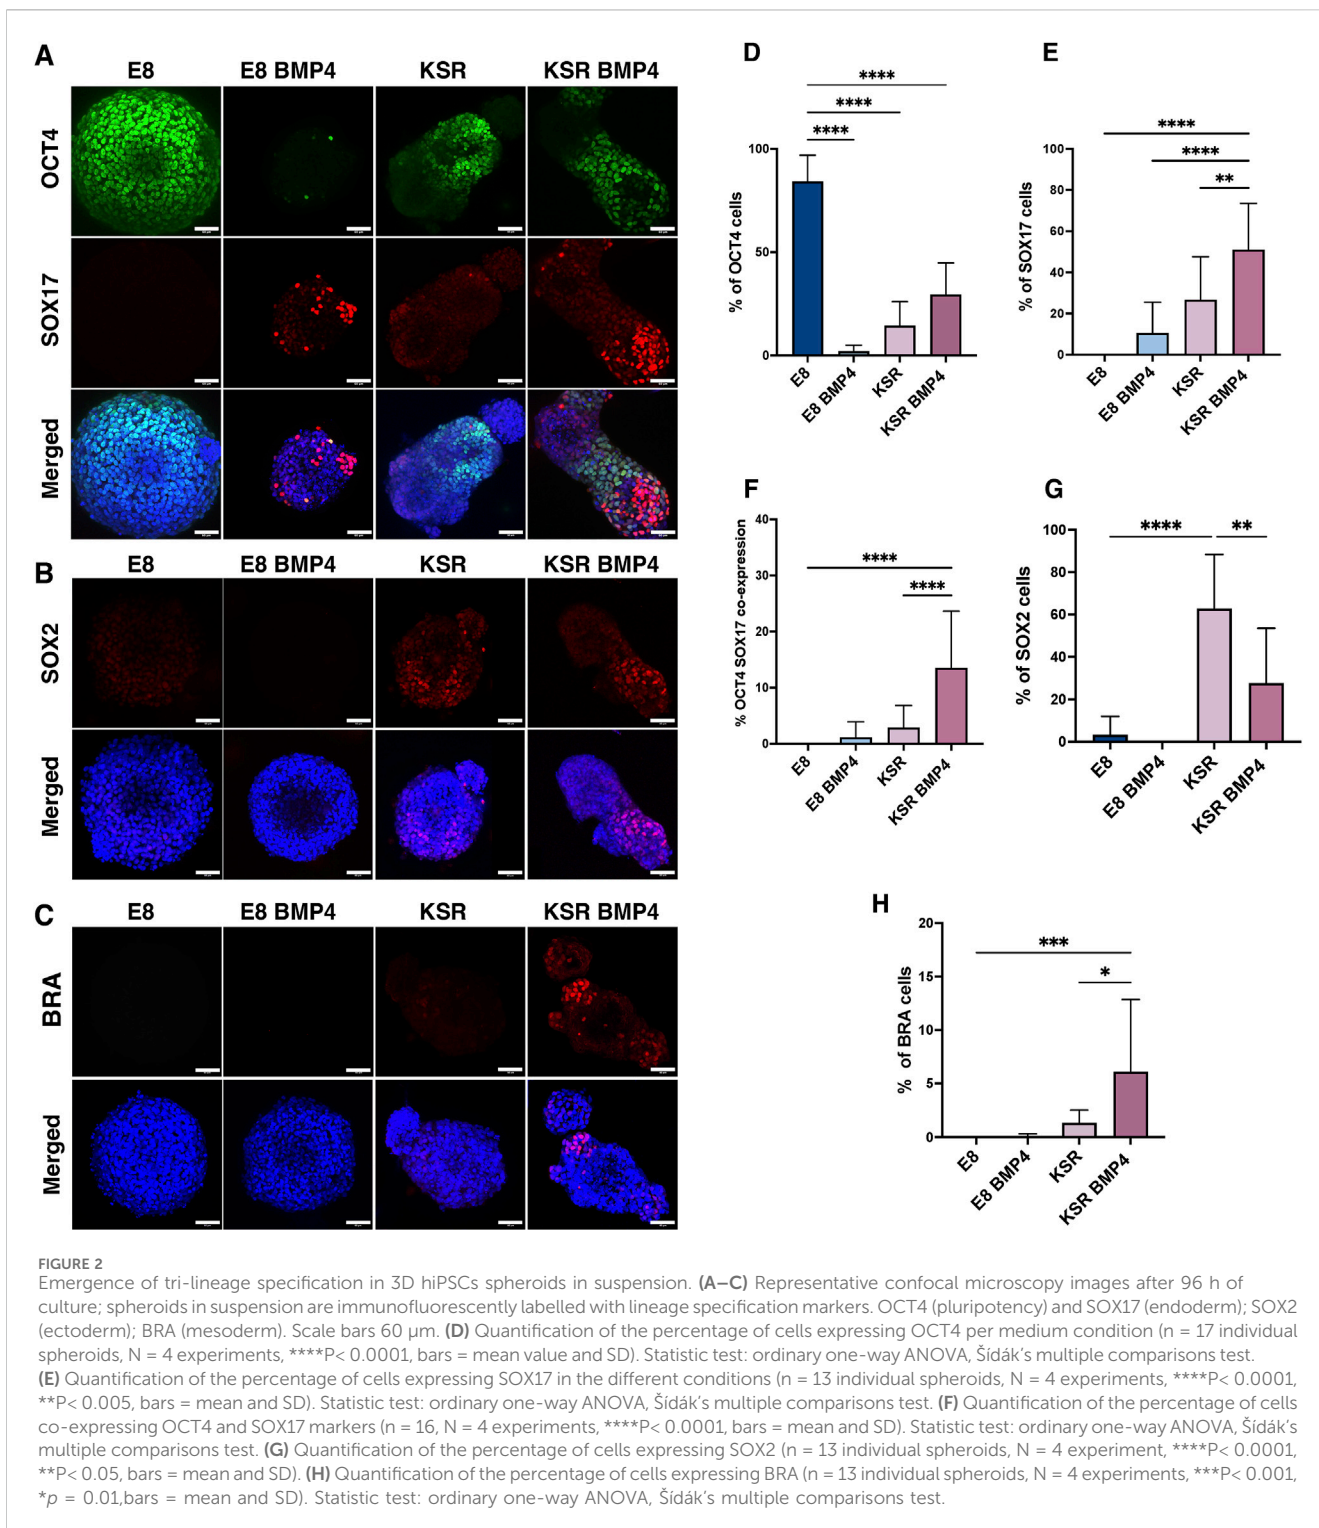 A
E8 E8 BMP4 KSR KSR BMP4
OCT4
SOX17
Merged
B
E8 E8 BMP4 KSR KSR BMP4
SOX2
Merged
C
E8 E8 BMP4 KSR KSR BMP4
BRA
Merged
D
****
****
****
% of OCT4 cells
100
50
0
E8 E8 BMP4 KSR KSR BMP4
E
****
****
**
% of SOX17 cells
100
80
60
40
20
0
E8 E8 BMP4 KSR KSR BMP4
F
****
****
% OCT4 SOX17 co-expression
40
30
20
10
0
E8 E8 BMP4 KSR KSR BMP4
G
**** **
% of SOX2 cells
100
80
60
40
20
0
E8 E8 BMP4 KSR KSR BMP4
H
***
*
% of BRA cells
20
15
10
5
0
E8 E8 BMP4 KSR KSR BMP4
FIGURE 2
Emergence of tri-lineage specification in 3D hiPSCs spheroids in suspension. (A–C) Representative confocal microscopy images after 96 h of
culture; spheroids in suspension are immunofluorescently labelled with lineage specification markers. OCT4 (pluripotency) and SOX17 (endoderm); SOX2
(ectoderm); BRA (mesoderm). Scale bars 60 µm. (D) Quantification of the percentage of cells expressing OCT4 per medium condition (n = 17 individual
spheroids, N = 4 experiments, ****P< 0.0001, bars = mean value and SD). Statistic test: ordinary one-way ANOVA, Šídák's multiple comparisons test.
(E) Quantification of the percentage of cells expressing SOX17 in the different conditions (n = 13 individual spheroids, N = 4 experiments, ****P< 0.0001,
**P< 0.005, bars = mean and SD). Statistic test: ordinary one-way ANOVA, Šídák's multiple comparisons test. (F) Quantification of the percentage of cells
co-expressing OCT4 and SOX17 markers (n = 16, N = 4 experiments, ****P< 0.0001, bars = mean and SD). Statistic test: ordinary one-way ANOVA, Šídák's
multiple comparisons test. (G) Quantification of the percentage of cells expressing SOX2 (n = 13 individual spheroids, N = 4 experiment, ****P< 0.0001,
**P< 0.05, bars = mean and SD). (H) Quantification of the percentage of cells expressing BRA (n = 13 individual spheroids, N = 4 experiments, ***P< 0.001,
*p = 0.01,bars = mean and SD). Statistic test: ordinary one-way ANOVA, Šídák's multiple comparisons test.